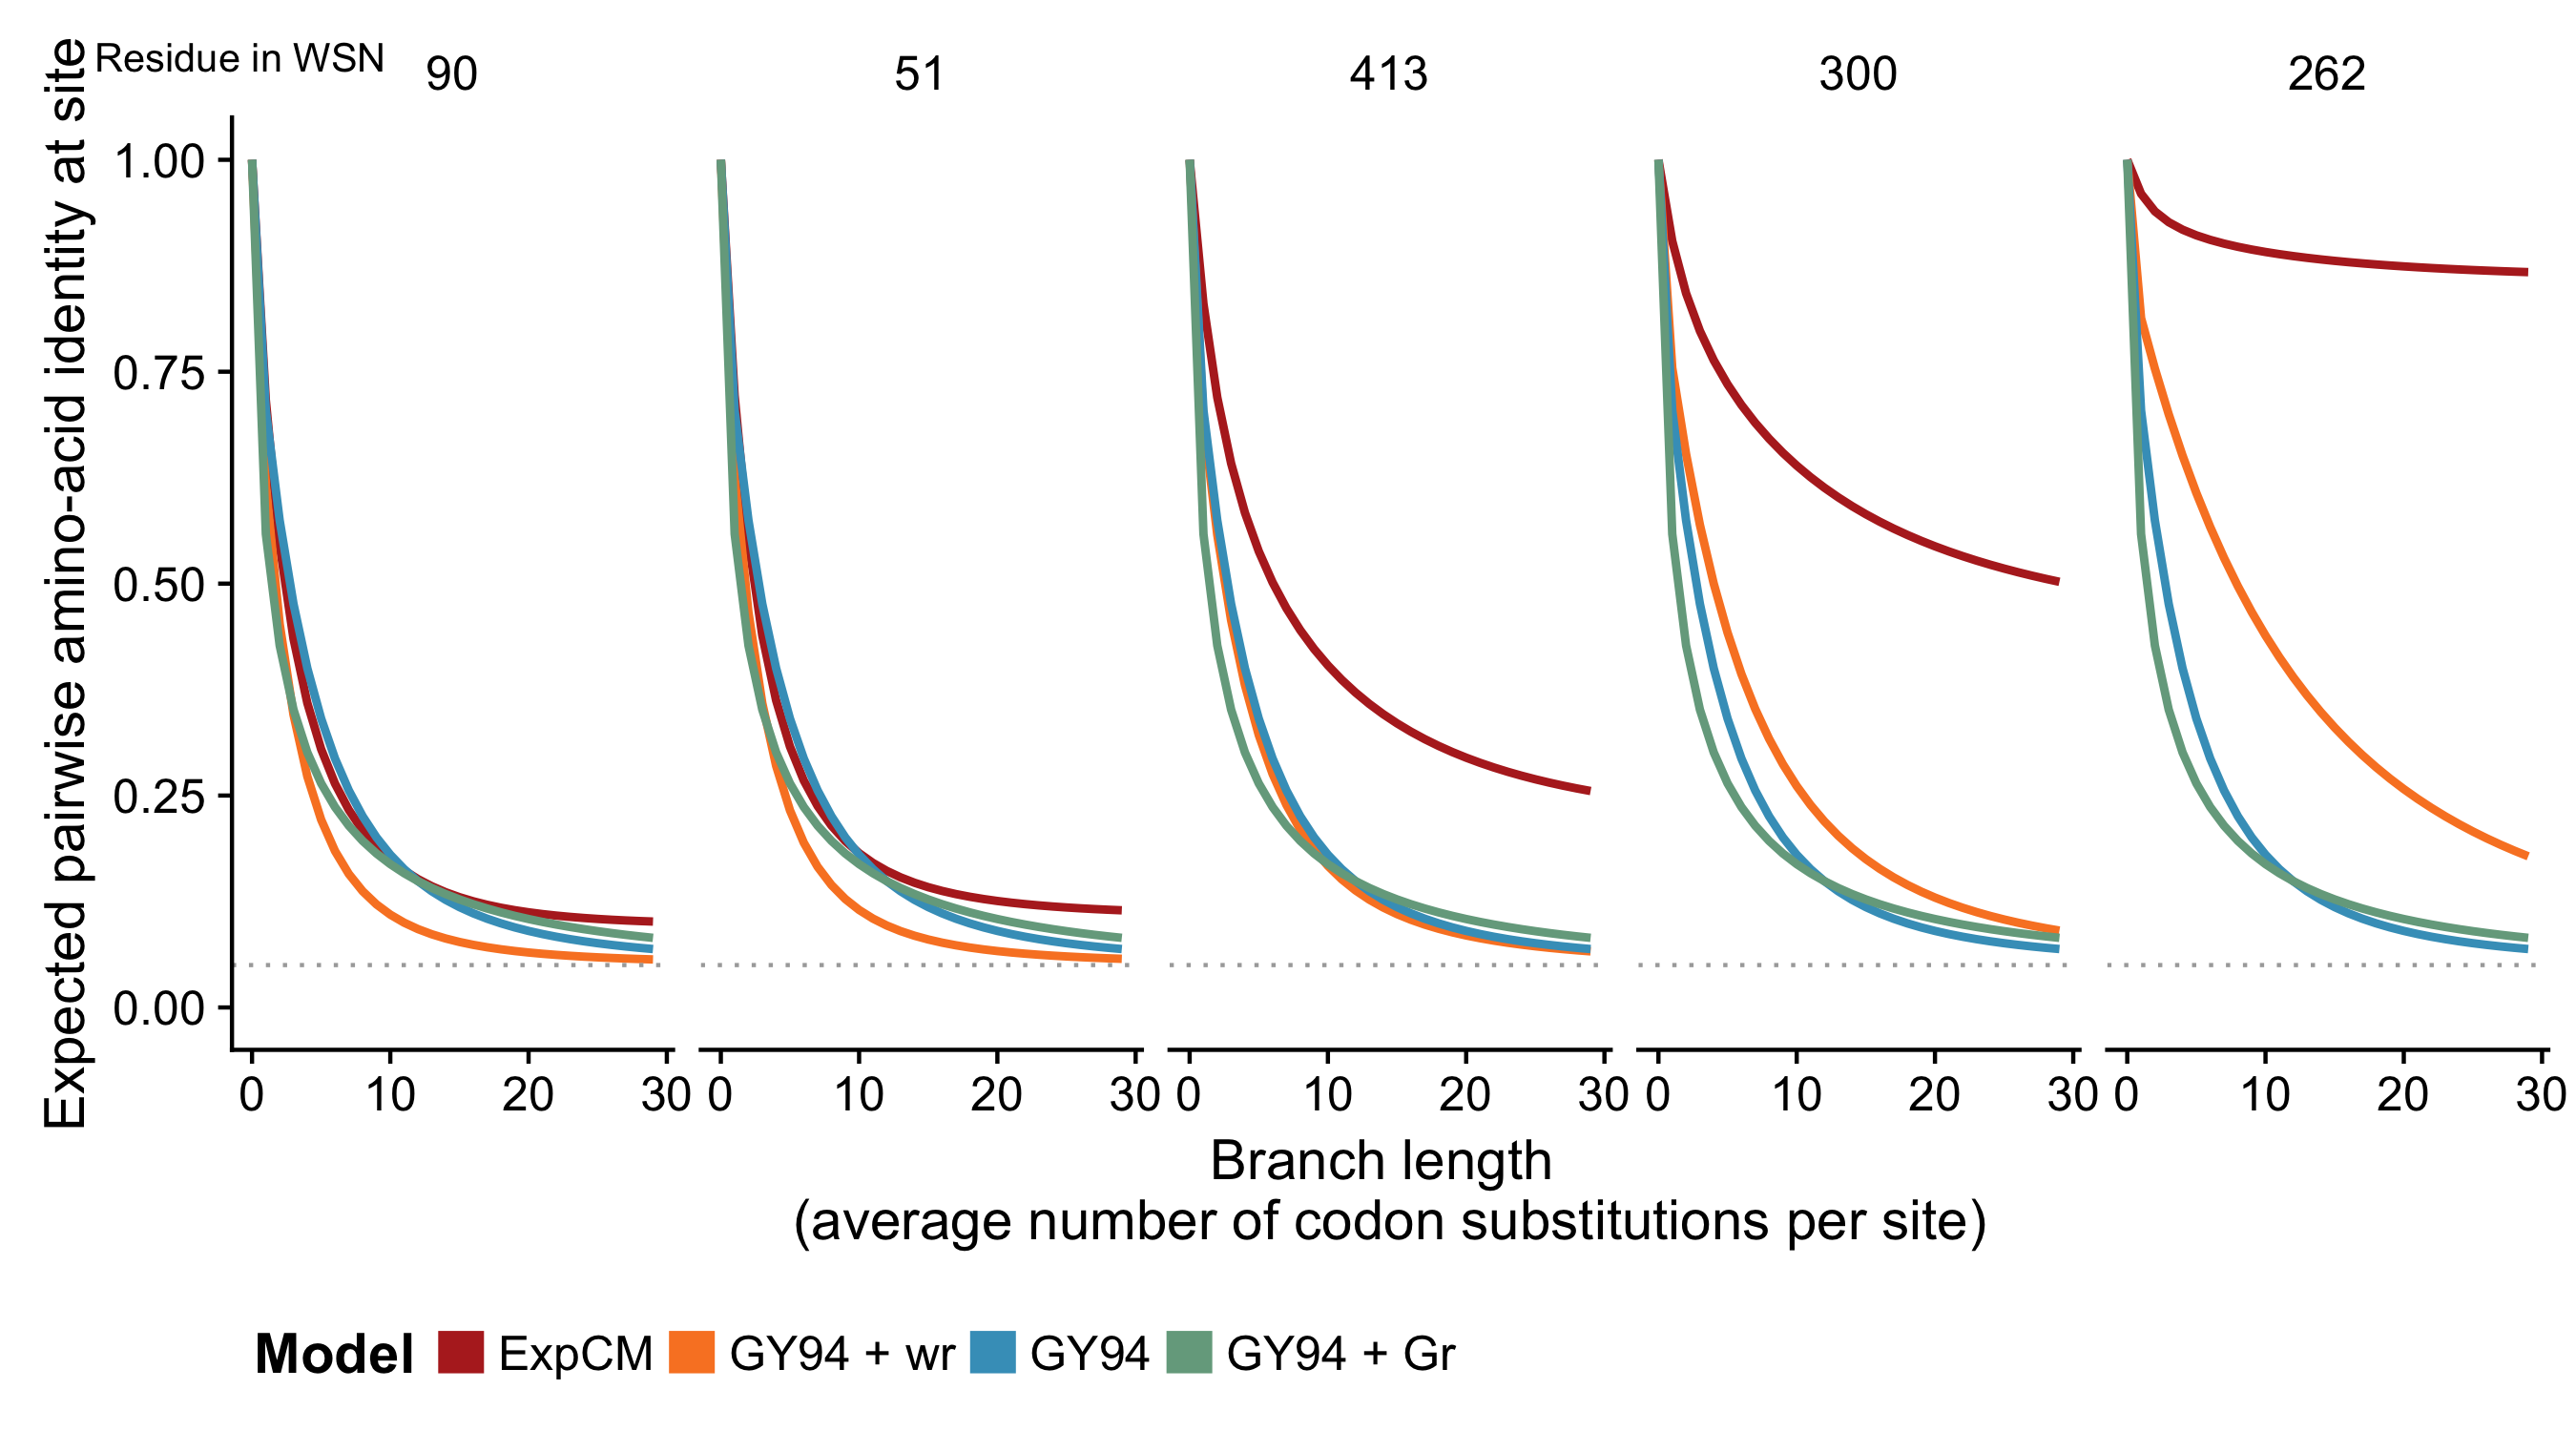 Residue in WSN
90 51 413 300 262
Expected pairwise amino-acid identity at site
1.00
0.75
0.50
0.25
0.00
0 10 20 30 0 10 20 30 0 10 20 30 0 10 20 30 0 10 20 30
Branch length
(average number of codon substitutions per site)
Model ExpCM GY94 + wr GY94 GY94 + Gr